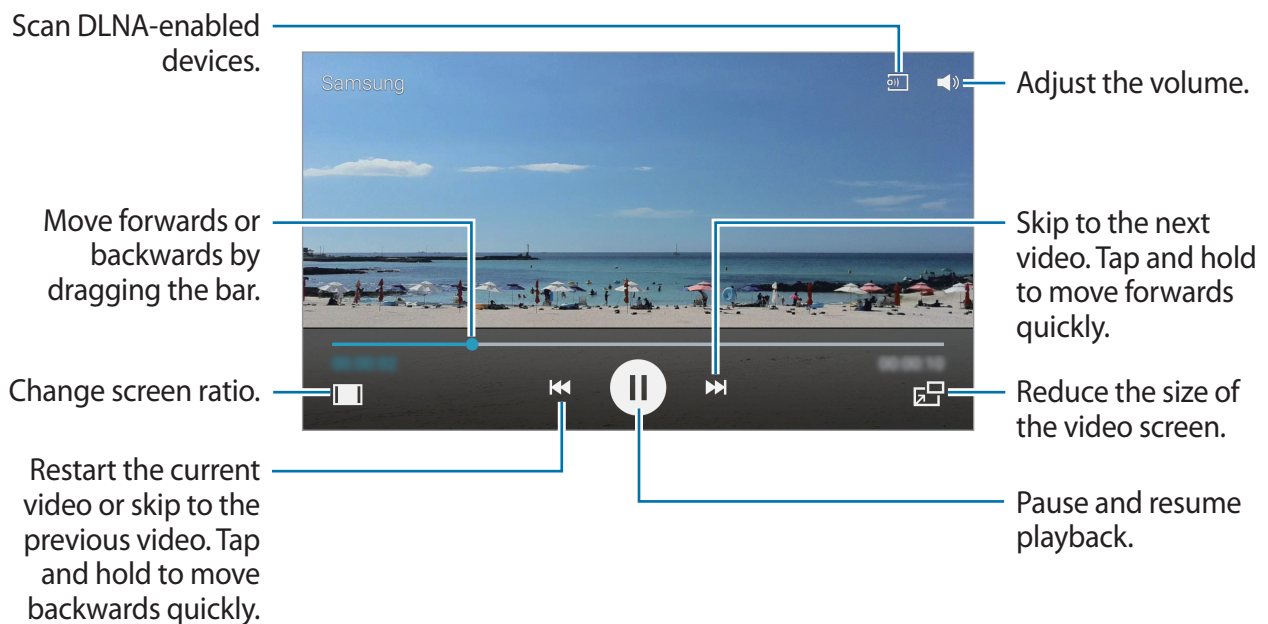 Scan DLNA-enabled
devices.
Samsung
Adjust the volume.
Move forwards or
backwards by
dragging the bar.
Skip to the next
video. Tap and hold
to move forwards
quickly.
Change screen ratio.
Reduce the size of
the video screen.
Restart the current
video or skip to the
previous video. Tap
and hold to move
backwards quickly.
Pause and resume
playback.